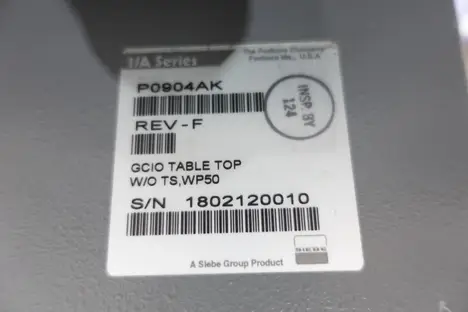 I/A Series
The Foxboro Company
Foxboro Ma., U.S.A
P0904AK
INSP. BY
124
REV-F
GCIO TABLE TOP
W/O TS,WP50
S/N 1802120010
A Siebe Group Product